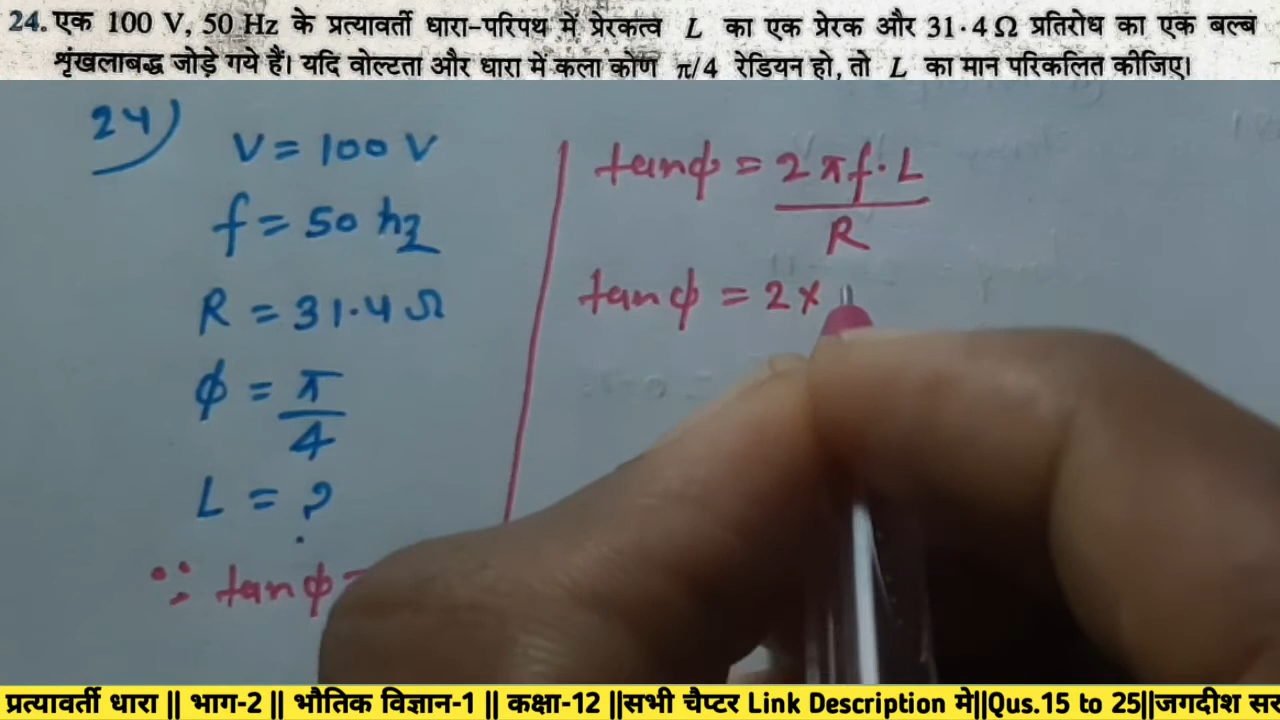 24. एक 100 V, 50 Hz के प्रत्यावर्ती धारा-परिपथ में प्रेरकत्व L का एक प्रेरक और 31·4 Ω प्रतिरोध का एक बल्ब
शृंखलाबद्ध जोड़े गये हैं। यदि वोल्टता और धारा में कला कोण π/4 रेडियन हो, तो L का मान परिकलित कीजिए।
24)
V = 100 V
f = 50 hz
R = 31.4 Ω
ϕ = π/4
L = ?
∵ tanϕ =
tanϕ = 2πf·L/R
tanϕ = 2×
प्रत्यावर्ती धारा || भाग-2 || भौतिक विज्ञान-1 || कक्षा-12 ||सभी चैप्टर Link Description मे||Qus.15 to 25||जगदीश सर